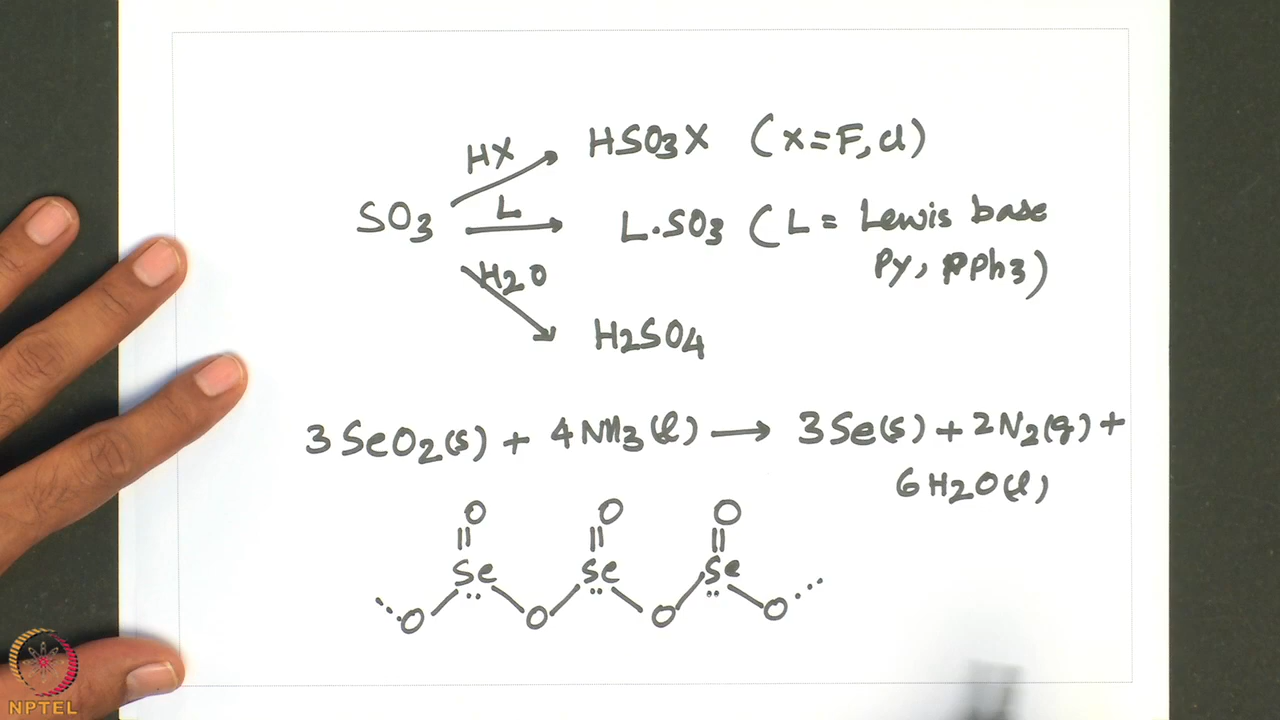 HX HSO3X (X=F, Cl)
SO3 L L.SO3 (L = Lewis base
Py, PPh3)
H2O
H2SO4
3SeO2(s) + 4NH3(l) → 3Se(s) + 2N2(g) +
6H2O(l)
O O O
|| || ||
Se Se Se
O O O O
NPTEL